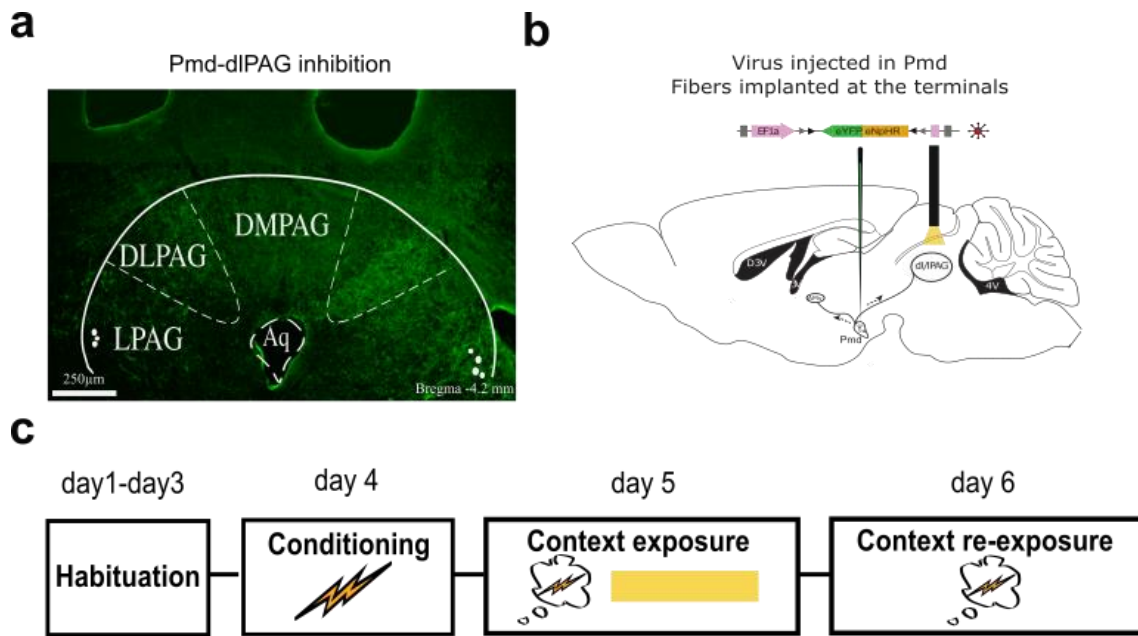 a
Pmd-dlPAG inhibition
DMPAG
DLPAG
LPAG
Aq
250µm
Bregma -4.2 mm
b
Virus injected in Pmd
Fibers implanted at the terminals
EF1a
eYFP
eNpHR
D3V
dl/lPAG
4V
Pmd
c
day1-day3
day 4
day 5
day 6
Habituation
Conditioning
Context exposure
Context re-exposure